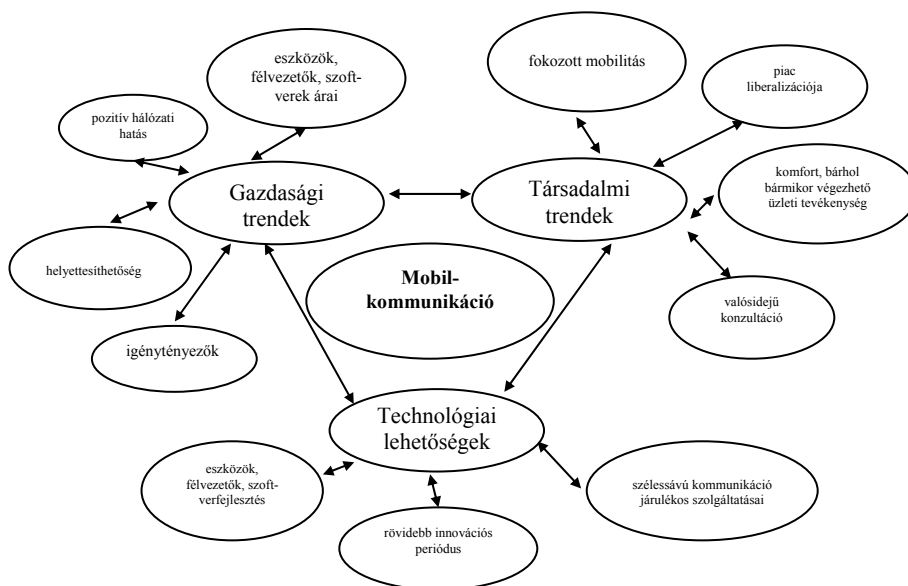 eszközök,
félvezetők, szoft-
verek árai
fokozott mobilitás
piac
liberalizációja
pozitív hálózati
hatás
Gazdasági
trendek
Társadalmi
trendek
komfort, bárhol
bármikor végezhető
üzleti tevékenység
helyettesíthetőség
Mobil-
kommunikáció
valósidejű
konzultáció
igénytényezők
Technológiai
lehetőségek
eszközök,
félvezetők, szoft-
verfejlesztés
rövidebb innovációs
periódus
szélessávú kommunikáció
járulékos szolgáltatásai